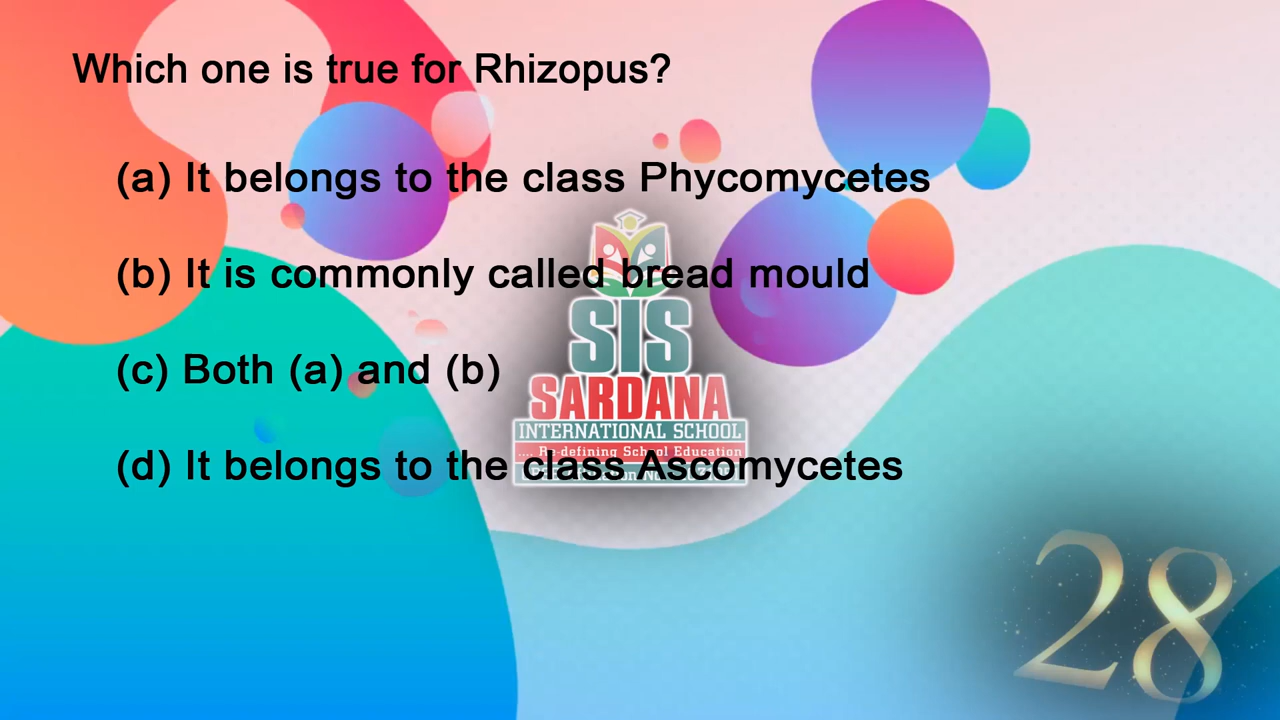 Which one is true for Rhizopus?
(a) It belongs to the class Phycomycetes
(b) It is commonly called bread mould
(c) Both (a) and (b)
(d) It belongs to the class Ascomycetes
SIS
SARDANA
INTERNATIONAL SCHOOL
.... Re-defining School Education
28